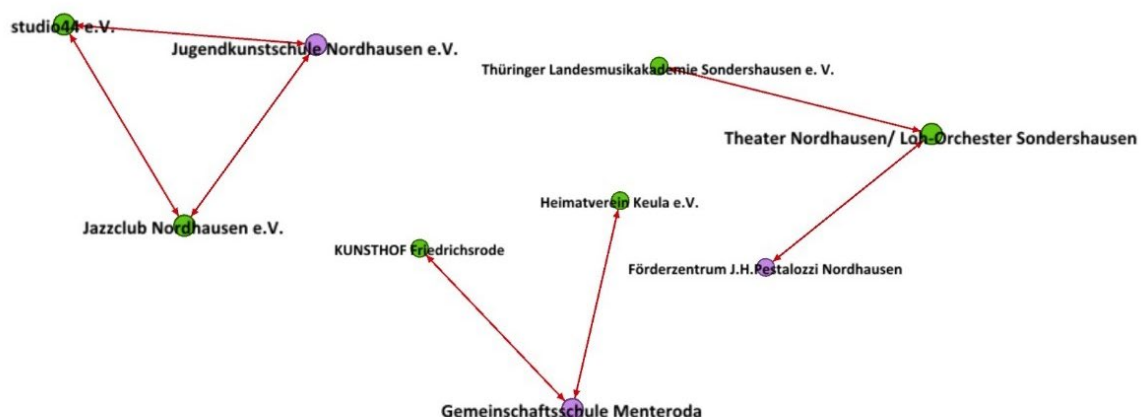 studio44 e.V.
Jugendkunstschule Nordhausen e.V.
Thüringer Landesmusikakademie Sondershausen e. V.
Theater Nordhausen/ Loh-Orchester Sondershausen
Heimatverein Keula e.V.
Jazzclub Nordhausen e.V.
KUNSTHOF Friedrichsrode
Förderzentrum J.H.Pestalozzi Nordhausen
Gemeinschaftsschule Menteroda